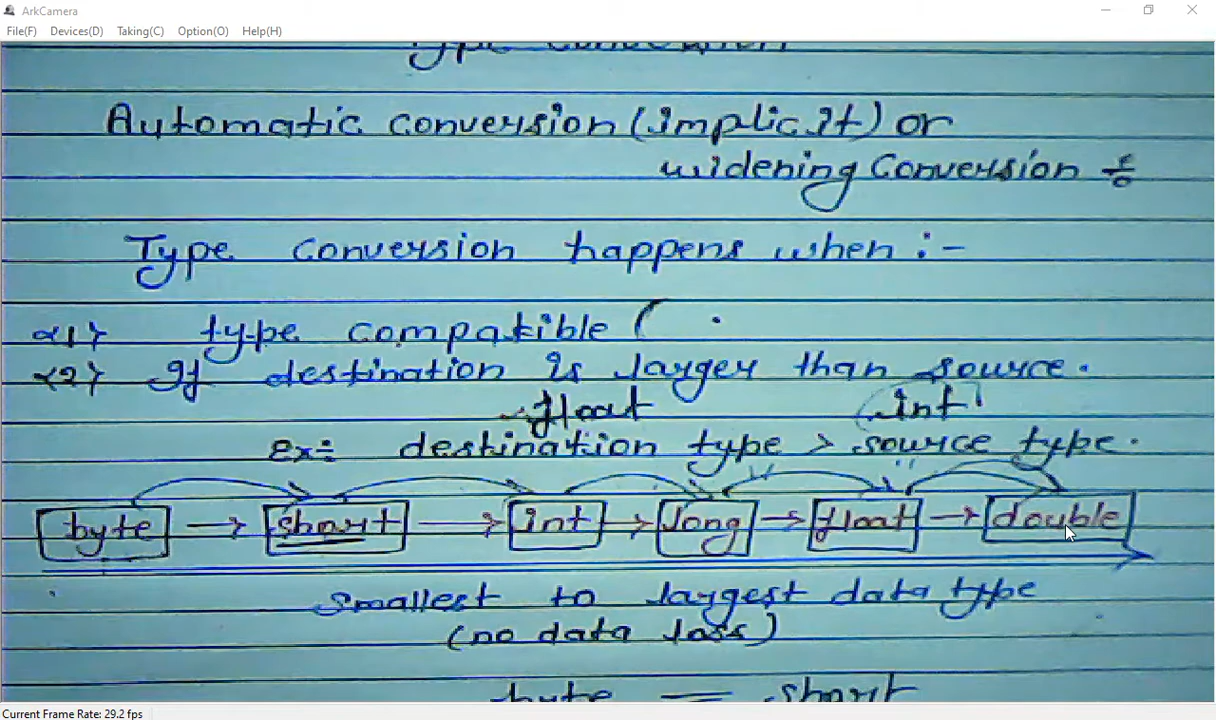 ArkCamera
File(F) Devices(D) Taking(C) Option(O) Help(H)
Automatic conversion (implicit) or
widening Conversion ÷
Type conversion happens when :-
<1> type compatible (
<2> If destination is larger than source.
float int
Ex÷ destination type > source type.
byte → short → int → long → float → double
smallest to largest data type
(no data loss)
byte = short
Current Frame Rate: 29.2 fps